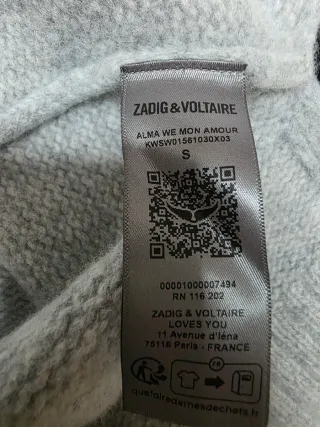 ZADIG & VOLTAIRE
ALMA WE MON AMOUR
KWSW01561030X03
S
00001000007494
RN 116 202
ZADIG & VOLTAIRE
LOVES YOU
11 Avenue d'Iéna
75116 Paris - FRANCE
FR
quefairedemesdechets.fr